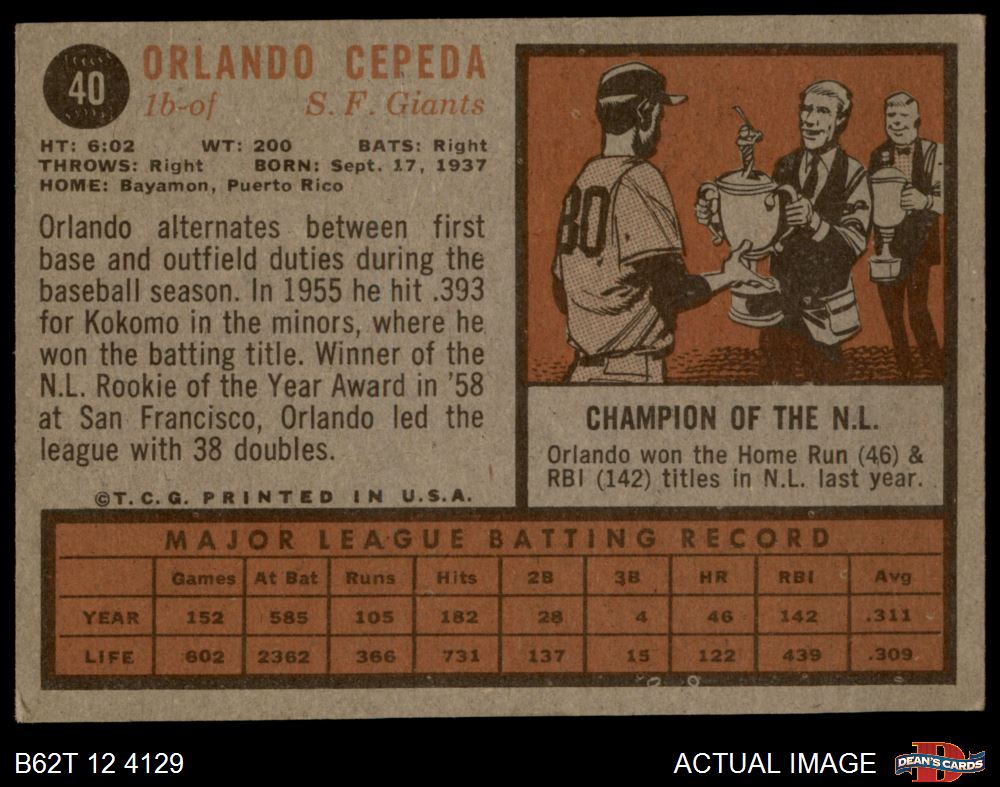 40
ORLANDO CEPEDA
1b-of S. F. Giants
HT: 6:02 WT: 200 BATS: Right
THROWS: Right BORN: Sept. 17, 1937
HOME: Bayamon, Puerto Rico
Orlando alternates between first
base and outfield duties during the
baseball season. In 1955 he hit .393
for Kokomo in the minors, where he
won the batting title. Winner of the
N.L. Rookie of the Year Award in '58
at San Francisco, Orlando led the
league with 38 doubles.
©T.C.G. PRINTED IN U.S.A.
30
CHAMPION OF THE N.L.
Orlando won the Home Run (46) &
RBI (142) titles in N.L. last year.
MAJOR LEAGUE BATTING RECORD
Games At Bat Runs Hits 2B 3B HR RBI Avg
YEAR 152 585 105 182 28 4 46 142 .311
LIFE 602 2362 366 731 137 15 122 439 .309
B62T 12 4129
ACTUAL IMAGE
D
DEAN'S CARDS